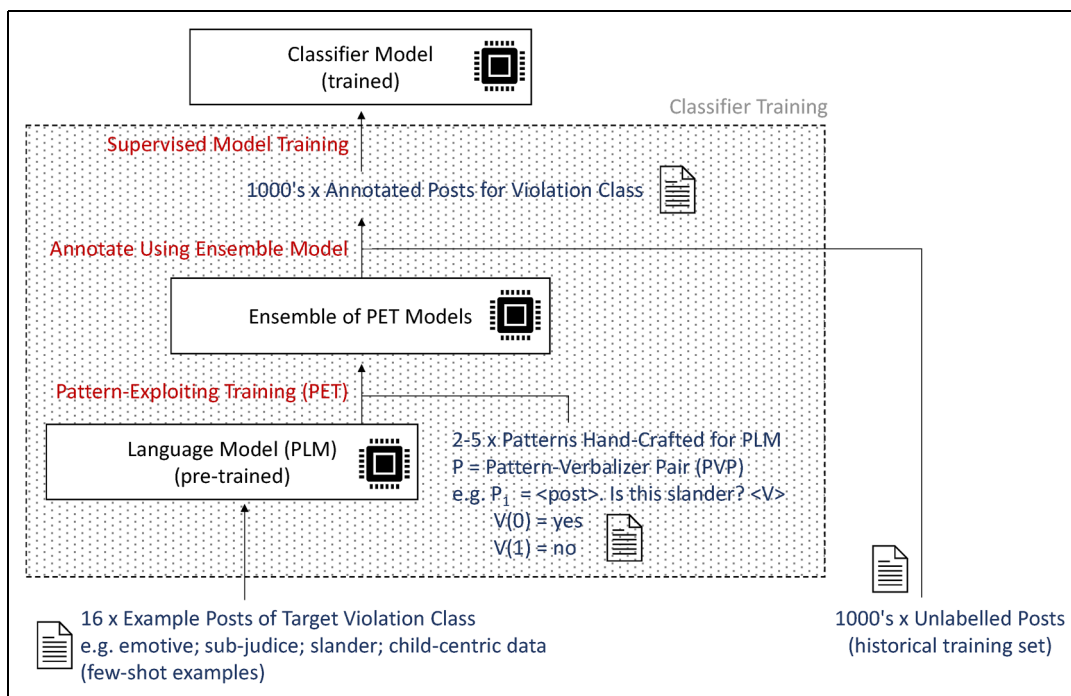 Classifier Model
(trained)
Classifier Training
Supervised Model Training
1000's x Annotated Posts for Violation Class
Annotate Using Ensemble Model
Ensemble of PET Models
Pattern-Exploiting Training (PET)
Language Model (PLM)
(pre-trained)
2-5 x Patterns Hand-Crafted for PLM
P = Pattern-Verbalizer Pair (PVP)
e.g. P₁ = <post>. Is this slander? <V>
V(0) = yes
V(1) = no
16 x Example Posts of Target Violation Class
e.g. emotive; sub-judice; slander; child-centric data
(few-shot examples)
1000's x Unlabelled Posts
(historical training set)